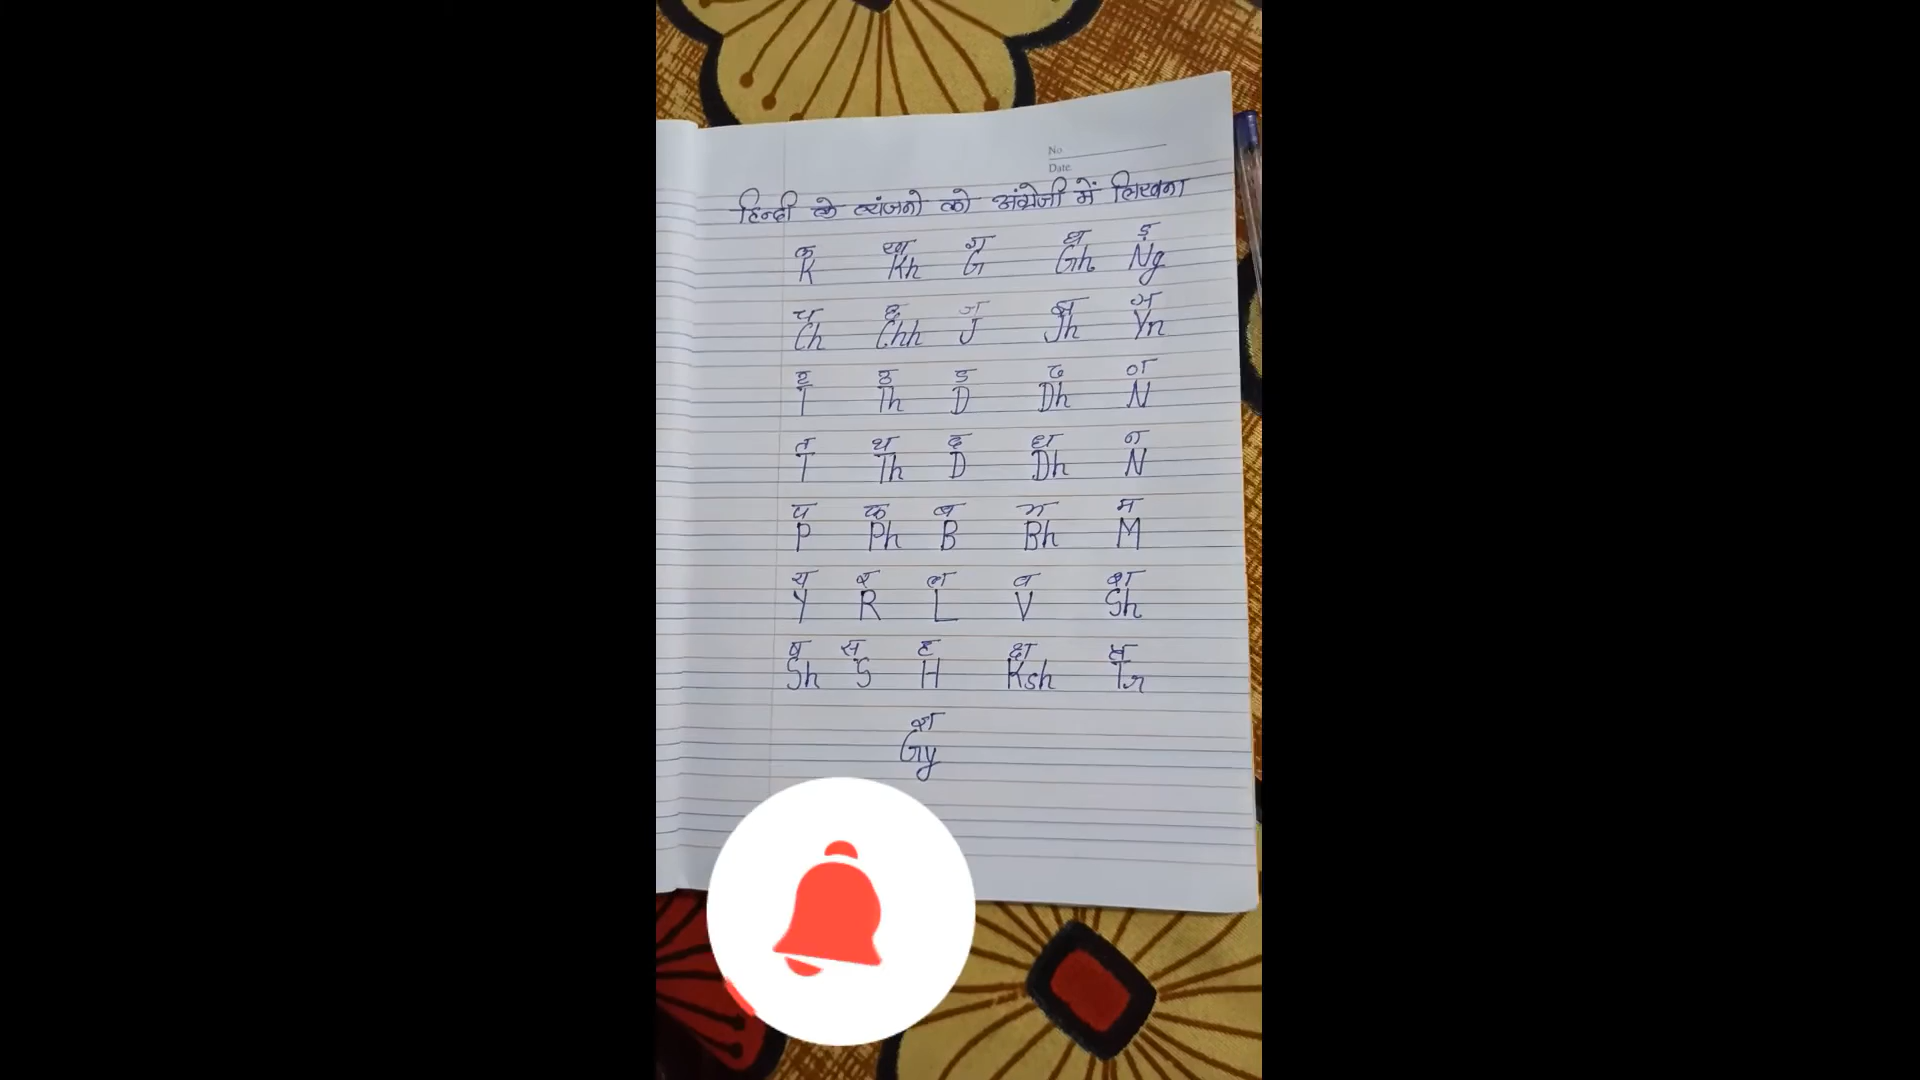 No
Date
हिन्दी के व्यंजनो को अंग्रेजी में लिखना
क ख ग घ ङ
K Kh G Gh Ng
च छ ज झ ञ
Ch Chh J Jh Yn
ट ठ ड ढ ण
T Th D Dh N
त थ द ध न
T Th D Dh N
प फ ब भ म
P Ph B Bh M
य र ल व श
Y R L V Sh
ष स ह क्ष त्र
Sh S H Ksh Tr
ज्ञ
Gy